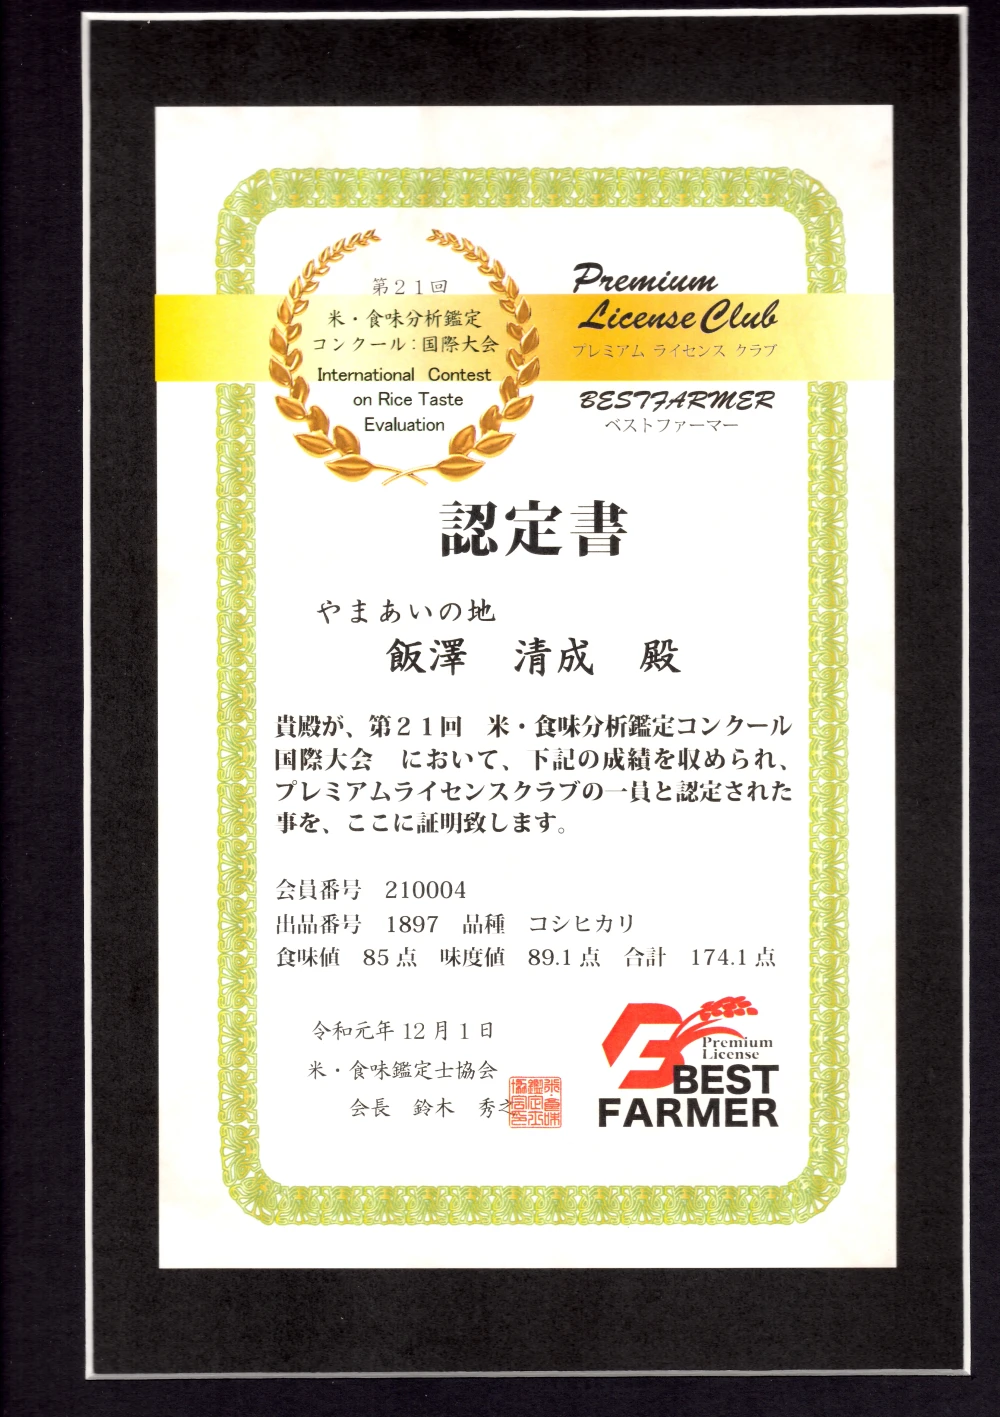 第21回
米・食味分析鑑定
コンクール:国際大会
International Contest
on Rice Taste
Evaluation
Premium
License Club
プレミアム ライセンス クラブ
BESTFARMER
ベストファーマー
認定書
やまあいの地
飯澤 清成 殿
貴殿が、第21回 米・食味分析鑑定コンクール
国際大会 において、下記の成績を収められ、
プレミアムライセンスクラブの一員と認定された
事を、ここに証明致します。
会員番号 210004
出品番号 1897 品種 コシヒカリ
食味値 85点 味度値 89.1点 合計 174.1点
令和元年12月1日
米・食味鑑定士協会
会長 鈴木 秀之
Premium
License
BEST
FARMER